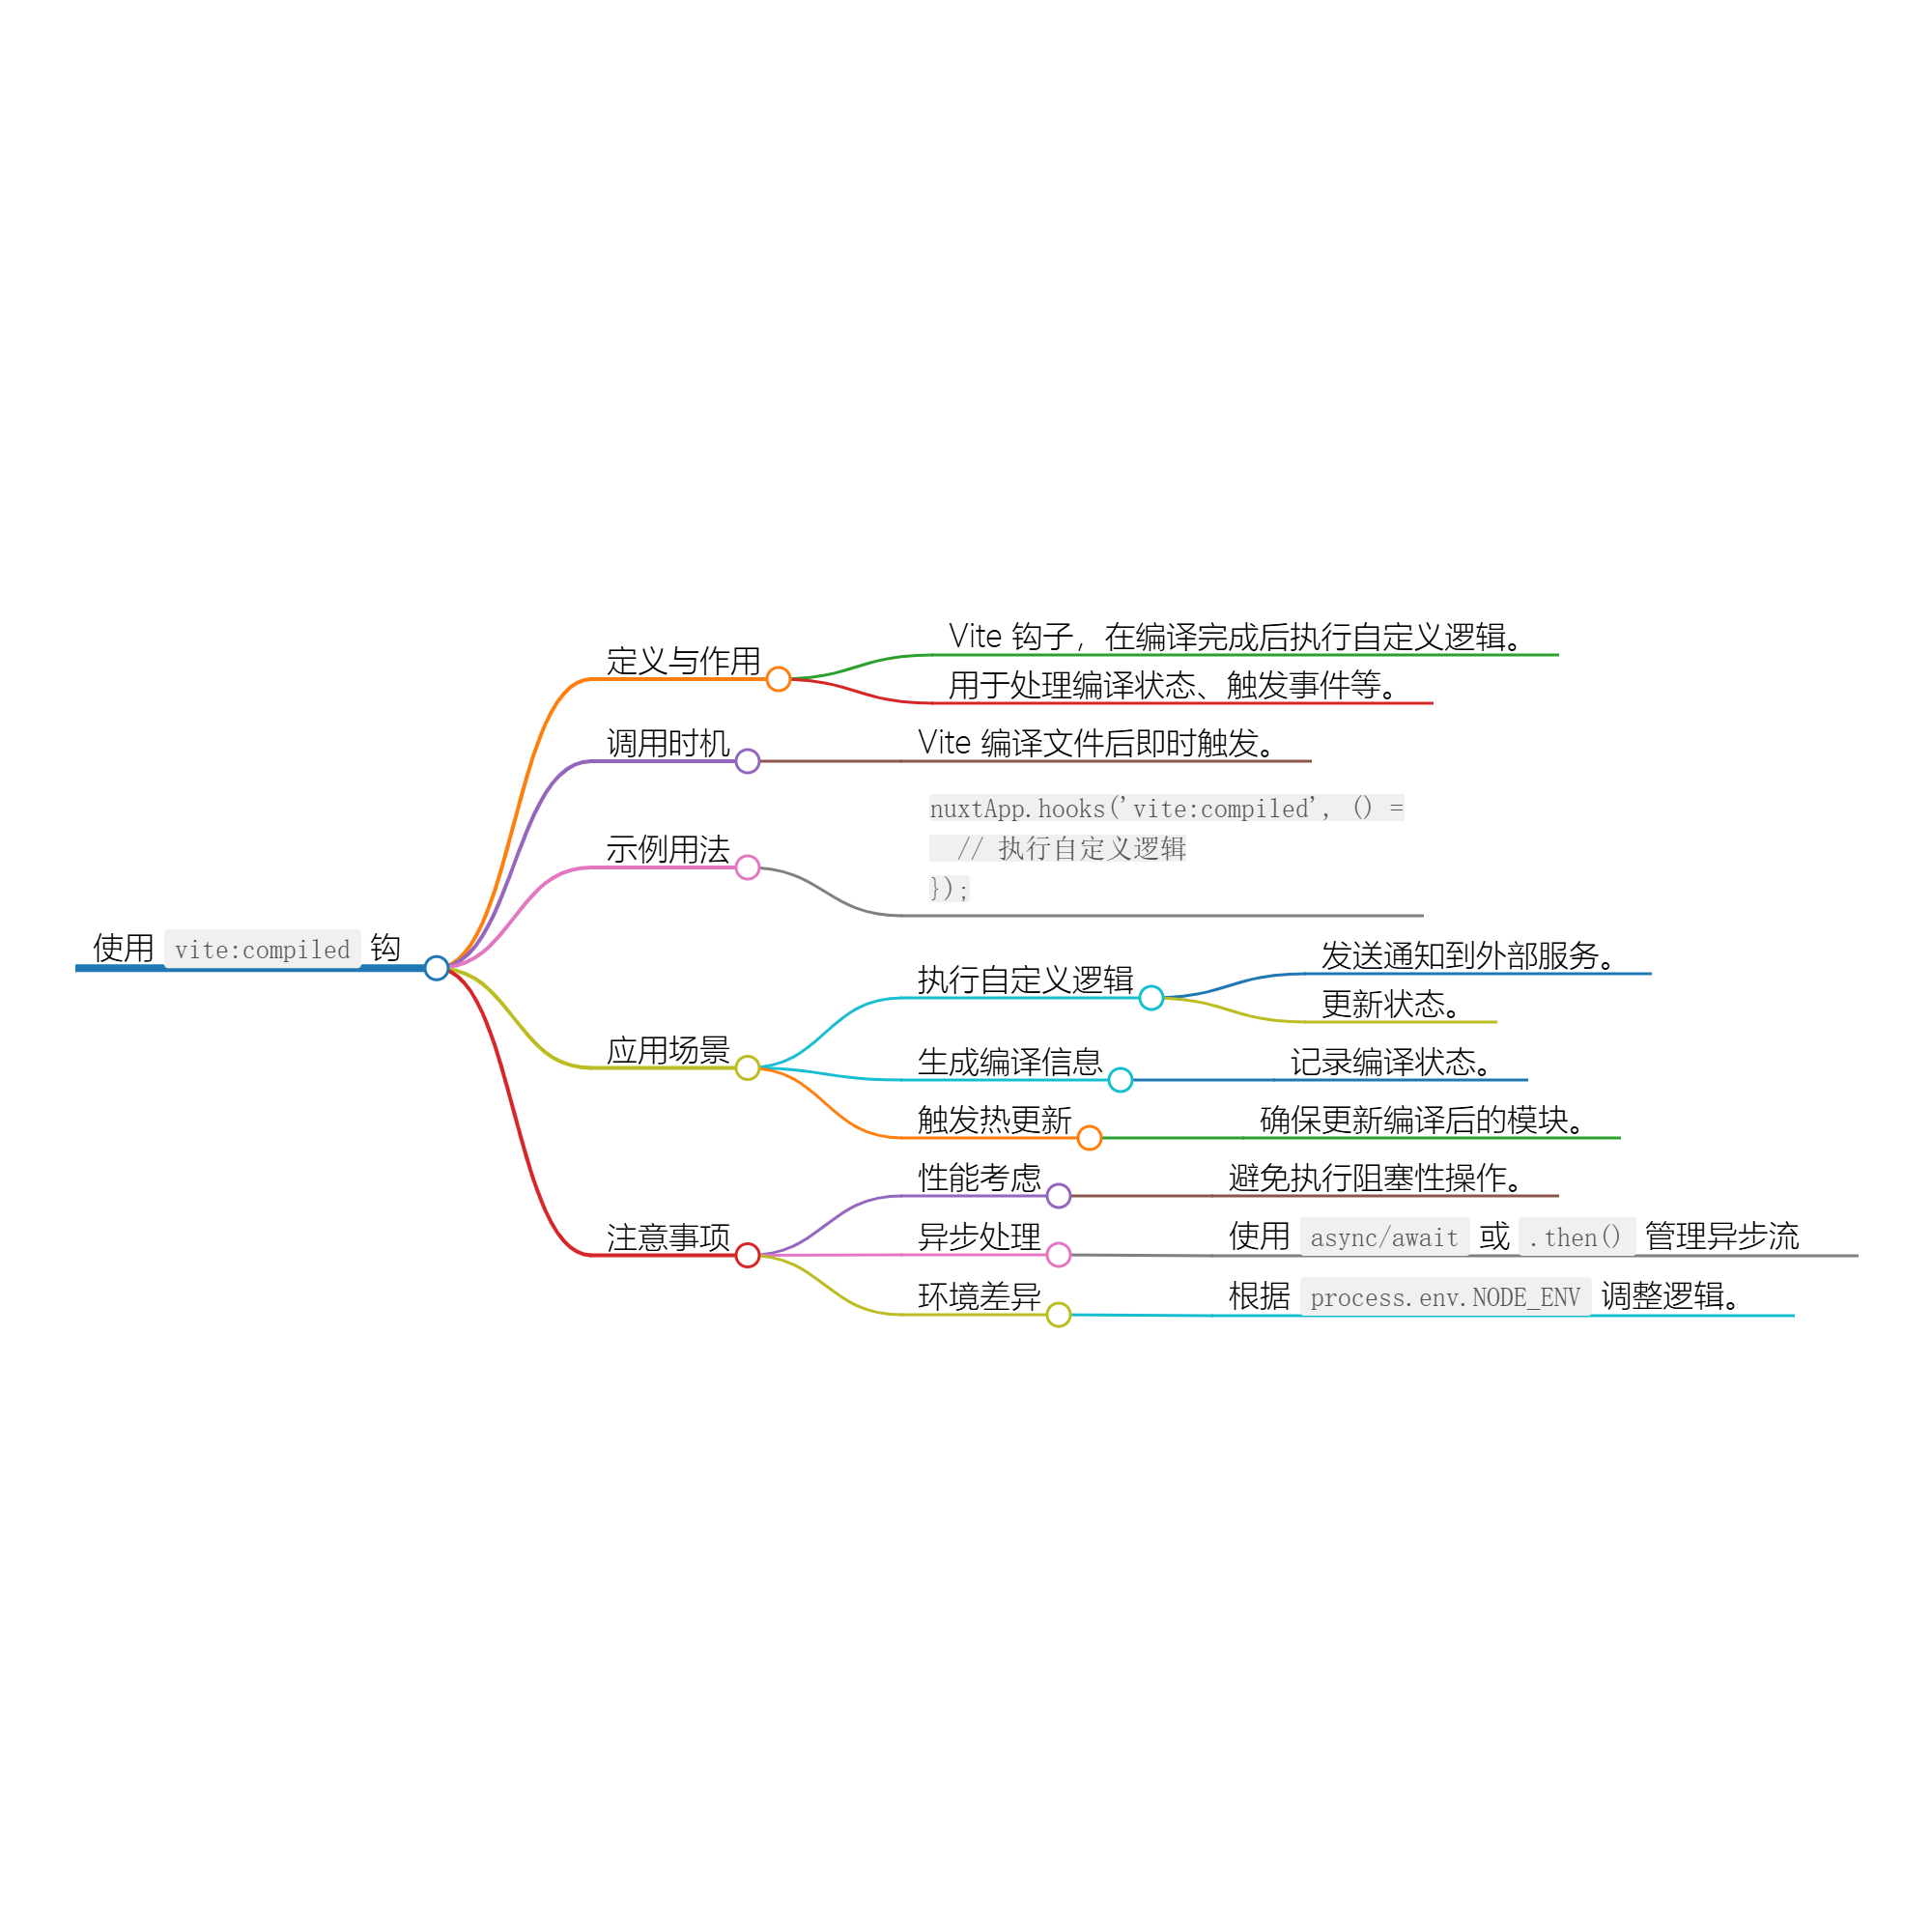 使用 vite:compiled 钩
定义与作用
Vite 钩子，在编译完成后执行自定义逻辑。
用于处理编译状态、触发事件等。
调用时机
Vite 编译文件后即时触发。
示例用法
nuxtApp.hooks('vite:compiled', () =
// 执行自定义逻辑
});
应用场景
执行自定义逻辑
发送通知到外部服务。
更新状态。
生成编译信息
记录编译状态。
触发热更新
确保更新编译后的模块。
注意事项
性能考虑
避免执行阻塞性操作。
异步处理
使用 async/await 或 .then() 管理异步流
环境差异
根据 process.env.NODE_ENV 调整逻辑。